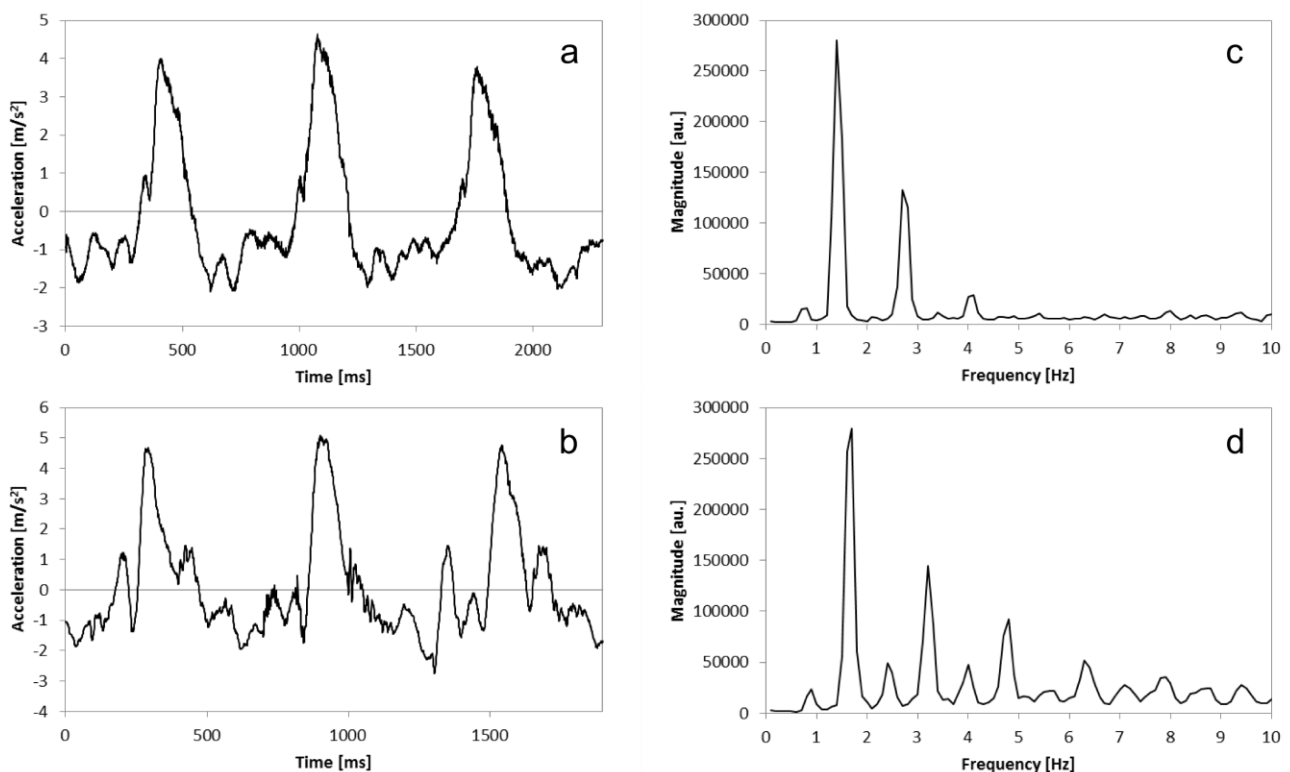 a
Acceleration [m/s²]
5
4
3
2
1
0
-1
-2
-3
0 500 1000 1500 2000
Time [ms]
c
Magnitude [au.]
300000
250000
200000
150000
100000
50000
0
0 1 2 3 4 5 6 7 8 9 10
Frequency [Hz]
b
Acceleration [m/s²]
6
5
4
3
2
1
0
-1
-2
-3
-4
0 500 1000 1500
Time [ms]
d
Magnitude [au.]
300000
250000
200000
150000
100000
50000
0
0 1 2 3 4 5 6 7 8 9 10
Frequency [Hz]